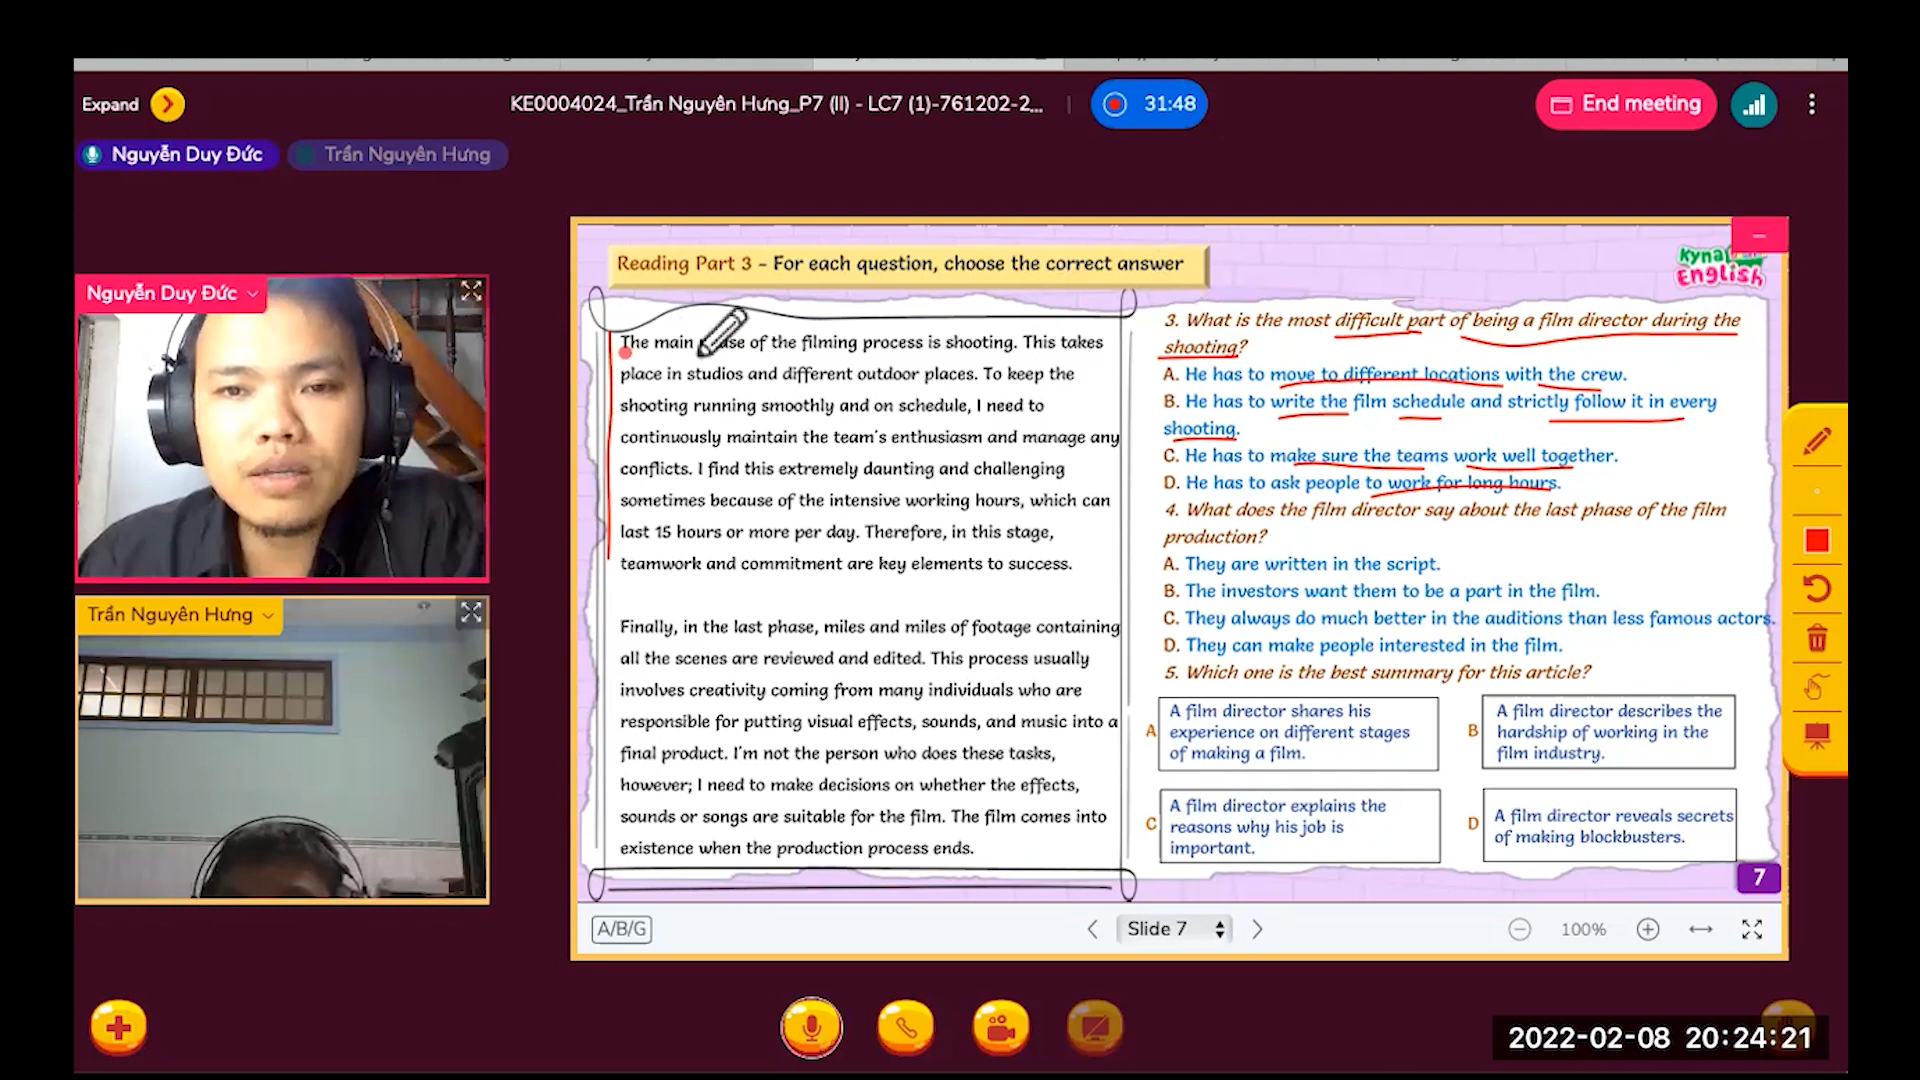 Expand
KE0004024_Trần Nguyên Hưng_P7 (II) - LC7 (1)-761202-2...
31:48
End meeting
Nguyễn Duy Đức
Trần Nguyên Hưng
Nguyễn Duy Đức
Trần Nguyên Hưng
Reading Part 3 - For each question, choose the correct answer
Kyna
English
The main of the filming process is shooting. This takes
place in studios and different outdoor places. To keep the
shooting running smoothly and on schedule, I need to
continuously maintain the team's enthusiasm and manage any
conflicts. I find this extremely daunting and challenging
sometimes because of the intensive working hours, which can
last 15 hours or more per day. Therefore, in this stage,
teamwork and commitment are key elements to success.
Finally, in the last phase, miles and miles of footage containing
all the scenes are reviewed and edited. This process usually
involves creativity coming from many individuals who are
responsible for putting visual effects, sounds, and music into a
final product. I'm not the person who does these tasks,
however; I need to make decisions on whether the effects,
sounds or songs are suitable for the film. The film comes into
existence when the production process ends.
3. What is the most difficult part of being a film director during the
shooting?
A. He has to move to different locations with the crew.
B. He has to write the film schedule and strictly follow it in every
shooting.
C. He has to make sure the teams work well together.
D. He has to ask people to work for long hours.
4. What does the film director say about the last phase of the film
production?
A. They are written in the script.
B. The investors want them to be a part in the film.
C. They always do much better in the auditions than less famous actors.
D. They can make people interested in the film.
5. Which one is the best summary for this article?
A
A film director shares his
experience on different stages
of making a film.
B
A film director describes the
hardship of working in the
film industry.
C
A film director explains the
reasons why his job is
important.
D
A film director reveals secrets
of making blockbusters.
7
A/B/G
Slide 7
100%
2022-02-08 20:24:21